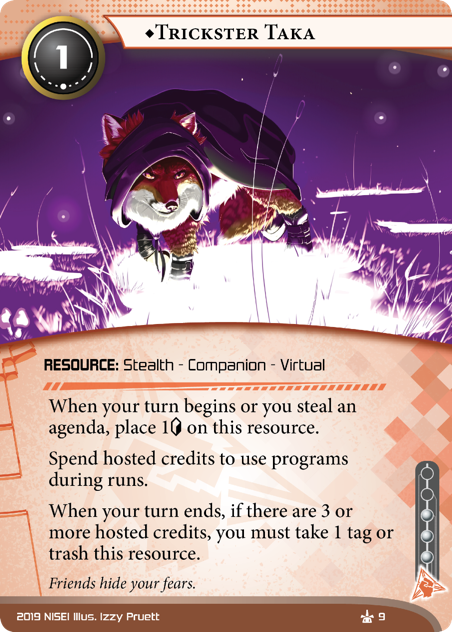 1
♦Trickster Taka
RESOURCE: Stealth - Companion - Virtual
When your turn begins or you steal an
agenda, place 1 on this resource.
Spend hosted credits to use programs
during runs.
When your turn ends, if there are 3 or
more hosted credits, you must take 1 tag or
trash this resource.
Friends hide your fears.
2019 NISEI Illus. Izzy Pruett
9